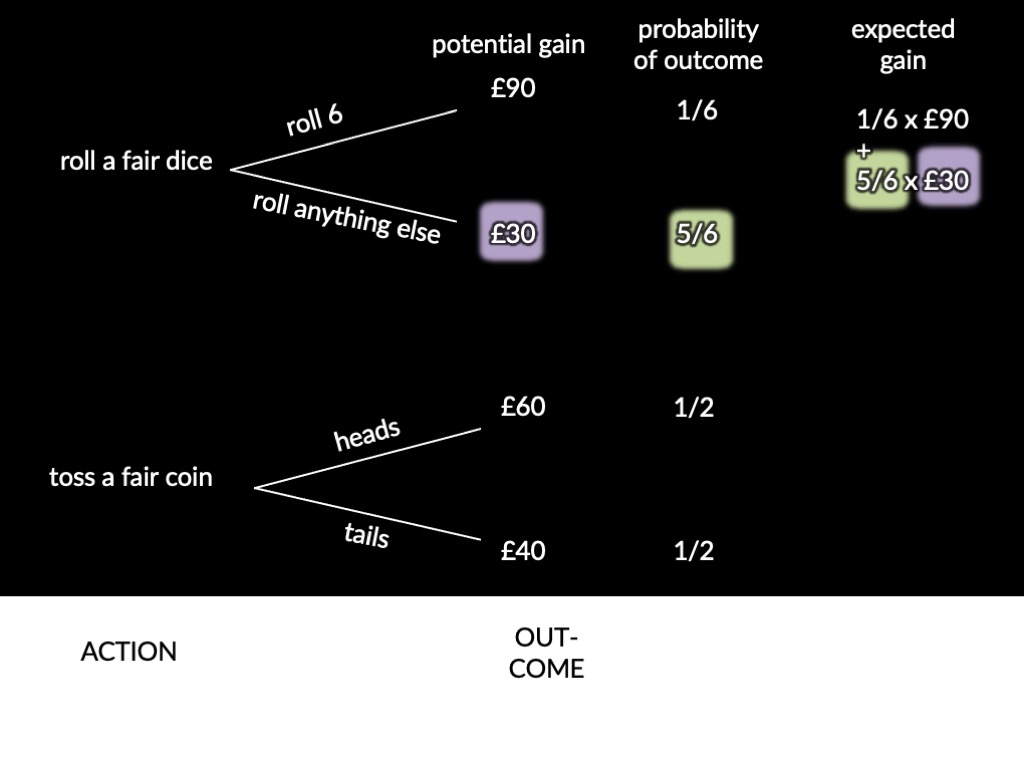 potential gain
probability
of outcome
expected
gain
£90
1/6
1/6 x £90
+
5/6 x £30
roll 6
roll a fair dice
roll anything else
£30
5/6
£60
1/2
heads
toss a fair coin
tails
£40
1/2
ACTION
OUT-
COME